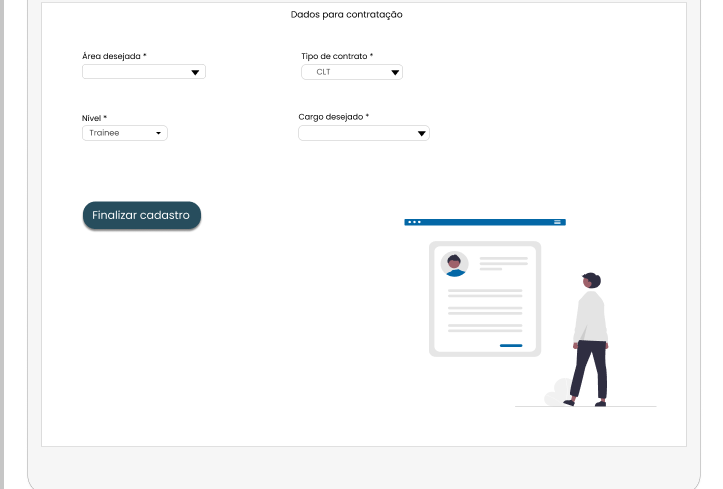 Dados para contratação
Área desejada *
Tipo de contrato *
CLT
Nível *
Cargo desejado *
Trainee
Finalizar cadastro